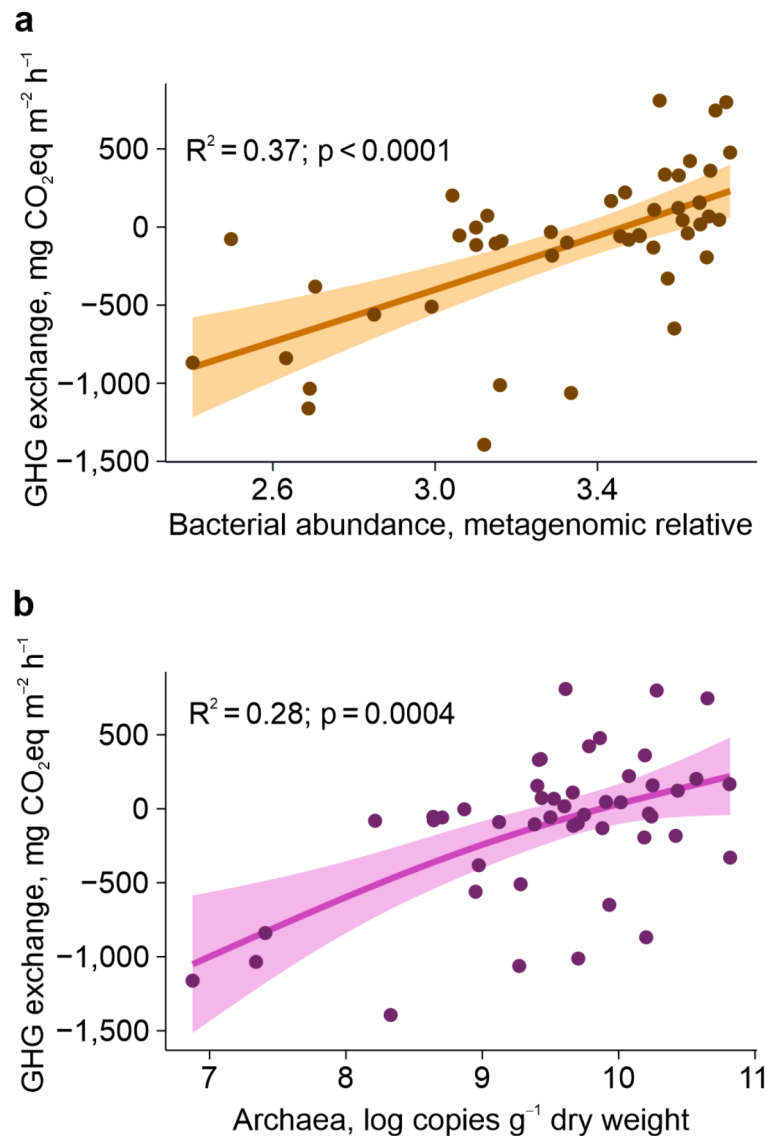 a
GHG exchange, mg CO₂eq m⁻² h⁻¹
R² = 0.37; p < 0.0001
500
0
−500
−1,000
−1,500
2.6 3.0 3.4
Bacterial abundance, metagenomic relative
b
GHG exchange, mg CO₂eq m⁻² h⁻¹
R² = 0.28; p = 0.0004
500
0
−500
−1,000
−1,500
7 8 9 10 11
Archaea, log copies g⁻¹ dry weight